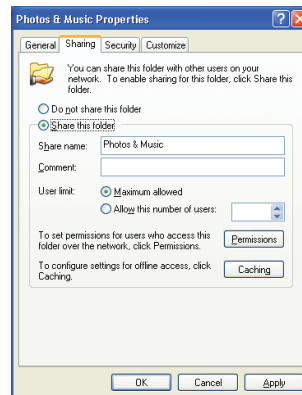 Photos & Music Properties
General Sharing Security Customize
You can share this folder with other users on your
network. To enable sharing for this folder, click Share this
folder.
Do not share this folder
Share this folder
Share name: Photos & Music
Comment:
User limit: Maximum allowed
Allow this number of users:
To set permissions for users who access this
folder over the network, click Permissions.
Permissions
To configure settings for offline access, click
Caching.
Caching
OK Cancel Apply